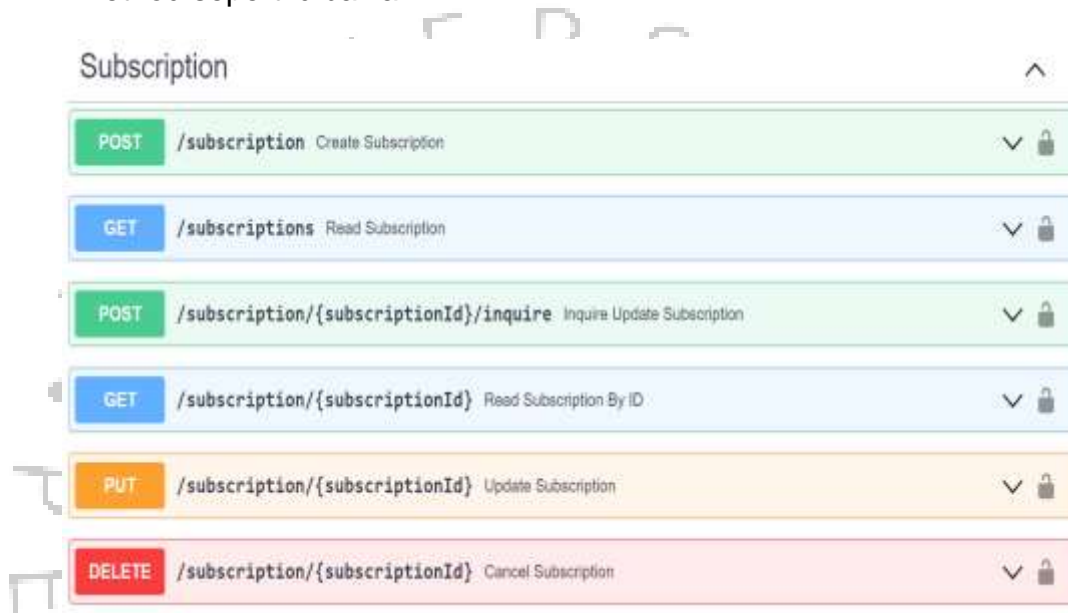 Subscription
POST /subscription Create Subscription
GET /subscriptions Read Subscription
POST /subscription/{subscriptionId}/inquire Inquire Update Subscription
GET /subscription/{subscriptionId} Read Subscription By ID
PUT /subscription/{subscriptionId} Update Subscription
DELETE /subscription/{subscriptionId} Cancel Subscription